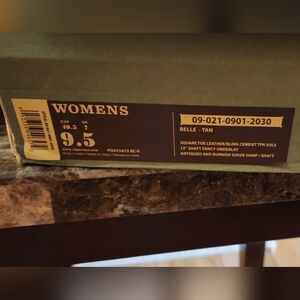 WOMENS
EUR UK
40.5 7
9.5
09-021-0901-2030
BELLE - TAN
SQUARE TOE LEATHER/BLING CEMENT TPR SOLE
12" SHAFT FANCY UNDERLAY
ANTIQUED AND BURNISH SUEDE VAMP / SHAFT